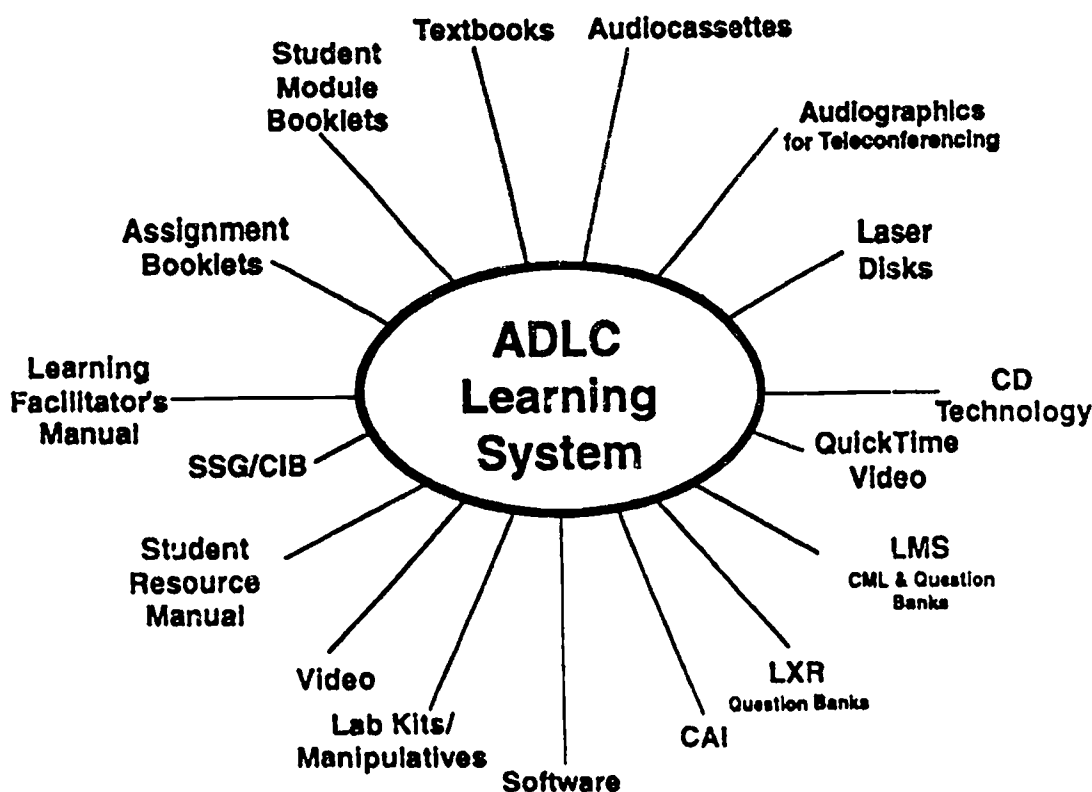 Textbooks
Audiocassettes
Student
Module
Booklets
Audiographics
for Teleconferencing
Assignment
Booklets
Laser
Disks
ADLC
Learning
System
Learning
Facilitator's
Manual
CD
Technology
SSG/CIB
QuickTime
Video
Student
Resource
Manual
LMS
CML & Question
Banks
Video
LXR
Question Banks
Lab Kits/
Manipulatives
CAI
Software